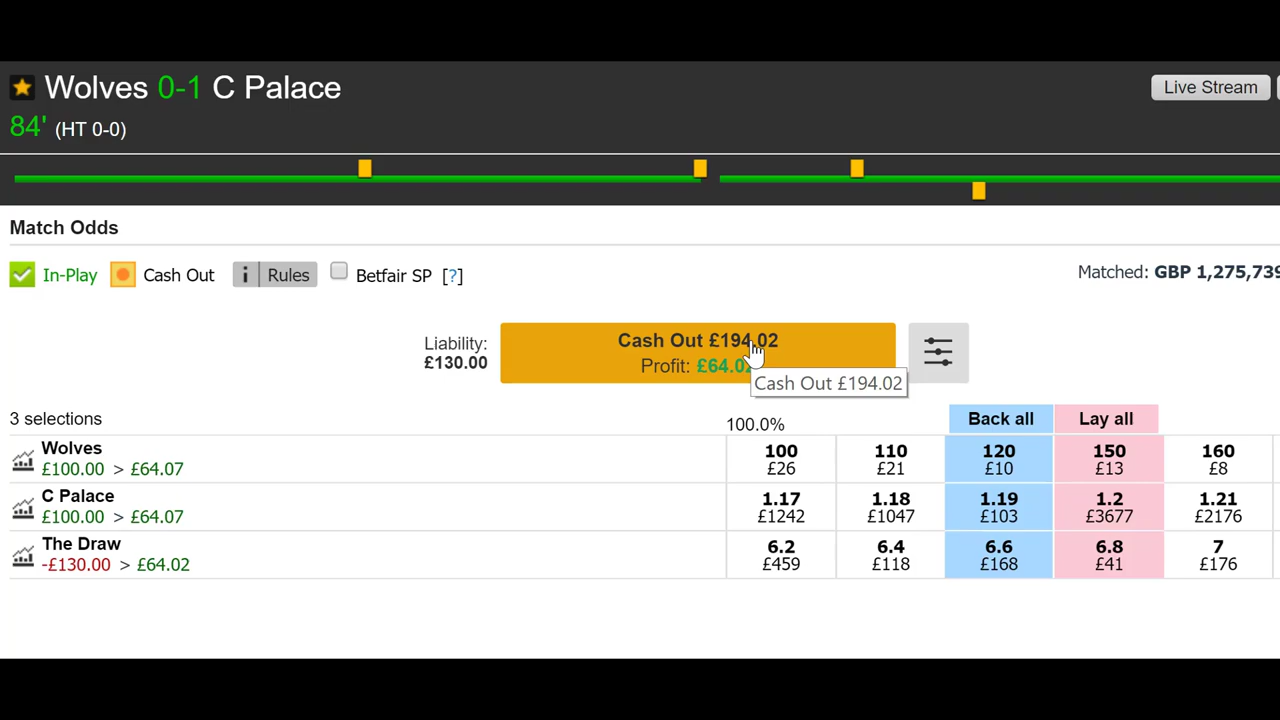 Wolves 0-1 C Palace
Live Stream
84' (HT 0-0)
Match Odds
In-Play Cash Out i Rules Betfair SP [?]
Matched: GBP 1,275,739
Liability:
£130.00
Cash Out £194.02
Profit: £64.02
Cash Out £194.02
3 selections
100.0%
Back all Lay all
Wolves
£100.00 > £64.07
100 110 120 150 160
£26 £21 £10 £13 £8
C Palace
£100.00 > £64.07
1.17 1.18 1.19 1.2 1.21
£1242 £1047 £103 £3677 £2176
The Draw
-£130.00 > £64.02
6.2 6.4 6.6 6.8 7
£459 £118 £168 £41 £176